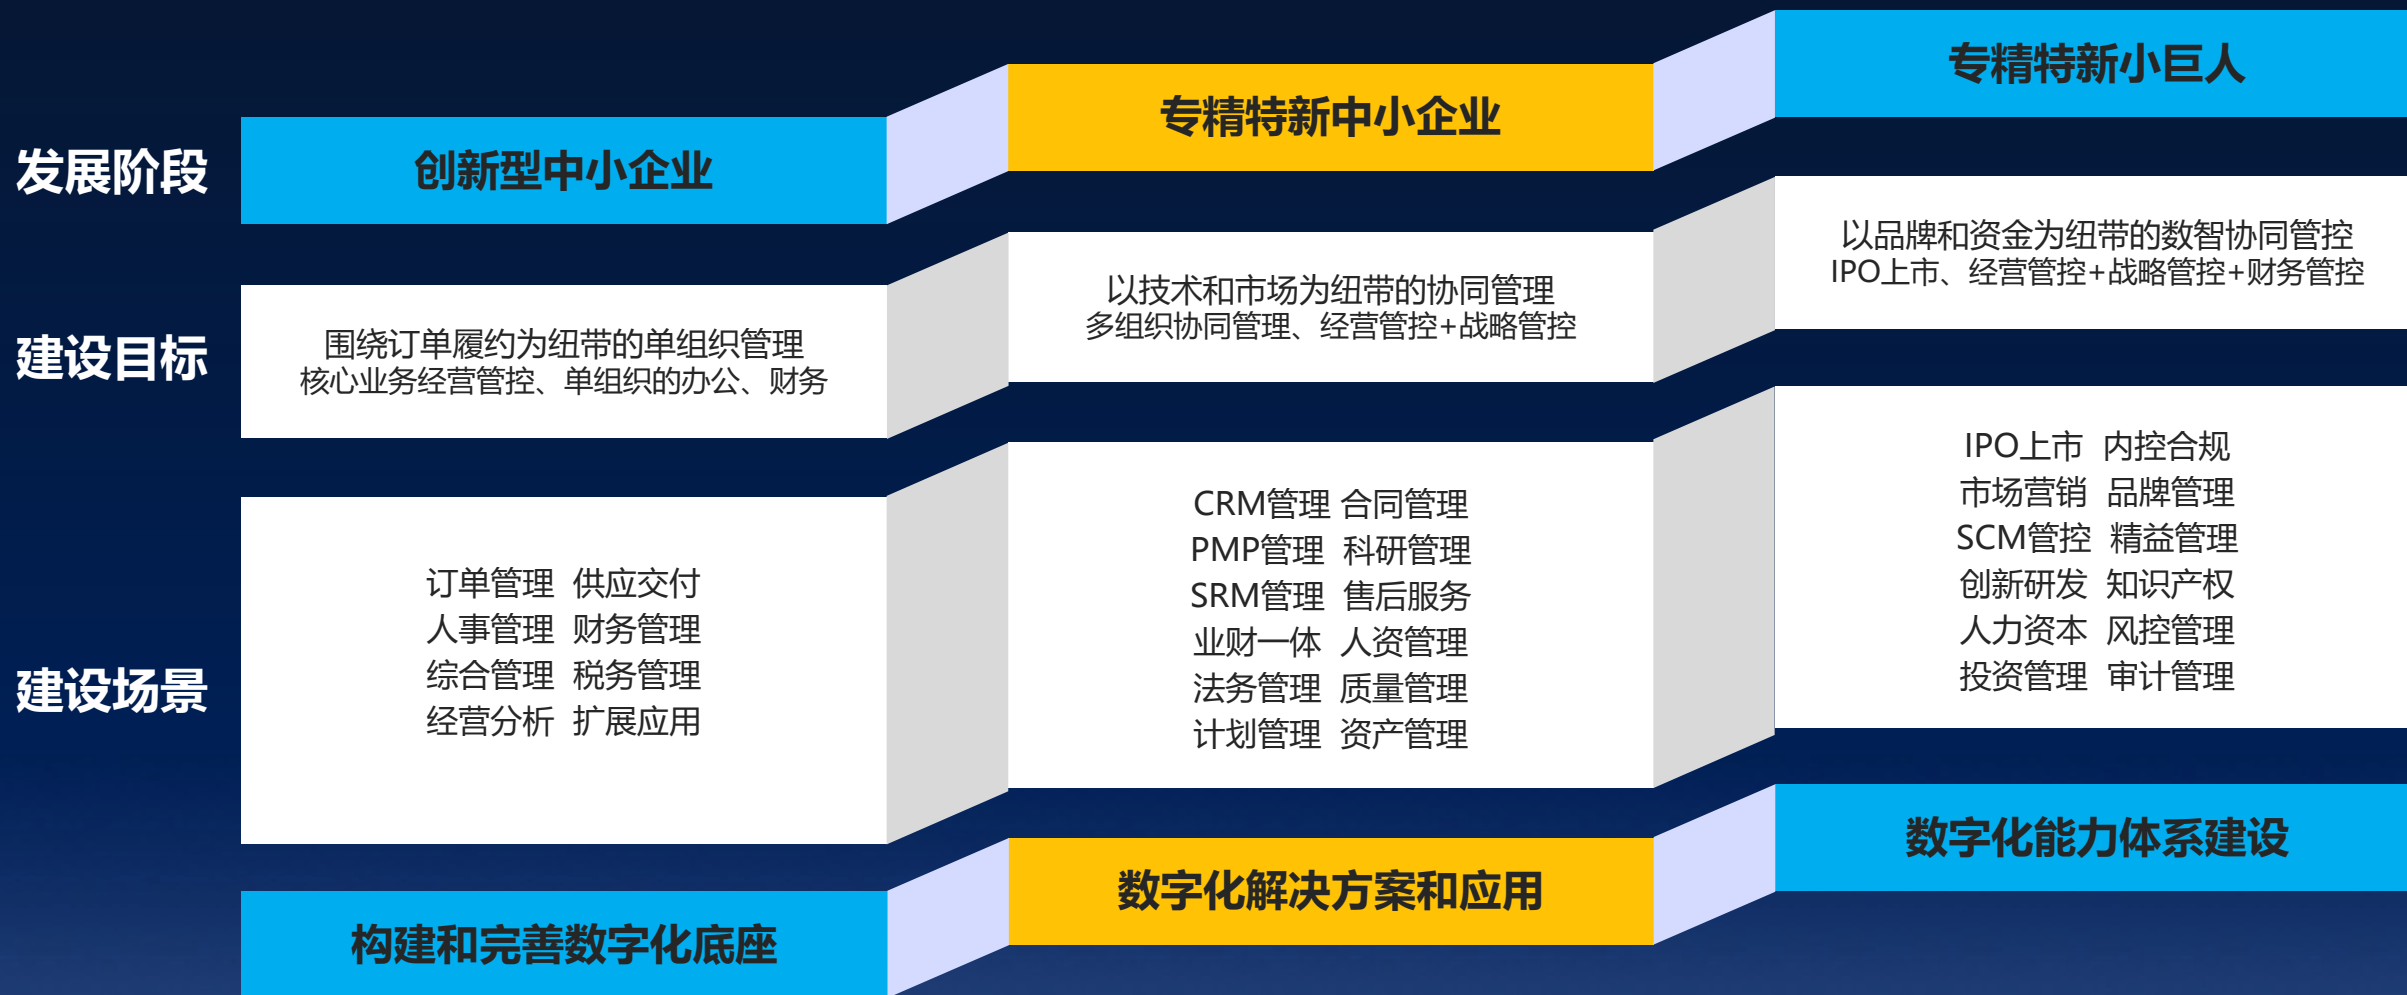 发展阶段
创新型中小企业
专精特新中小企业
专精特新小巨人
建设目标
围绕订单履约为纽带的单组织管理
核心业务经营管控、单组织的办公、财务
以技术和市场为纽带的协同管理
多组织协同管理、经营管控+战略管控
以品牌和资金为纽带的数智协同管控
IPO上市、经营管控+战略管控+财务管控
建设场景
订单管理 供应交付
人事管理 财务管理
综合管理 税务管理
经营分析 扩展应用
CRM管理 合同管理
PMP管理 科研管理
SRM管理 售后服务
业财一体 人资管理
法务管理 质量管理
计划管理 资产管理
IPO上市 内控合规
市场营销 品牌管理
SCM管控 精益管理
创新研发 知识产权
人力资本 风控管理
投资管理 审计管理
构建和完善数字化底座
数字化解决方案和应用
数字化能力体系建设